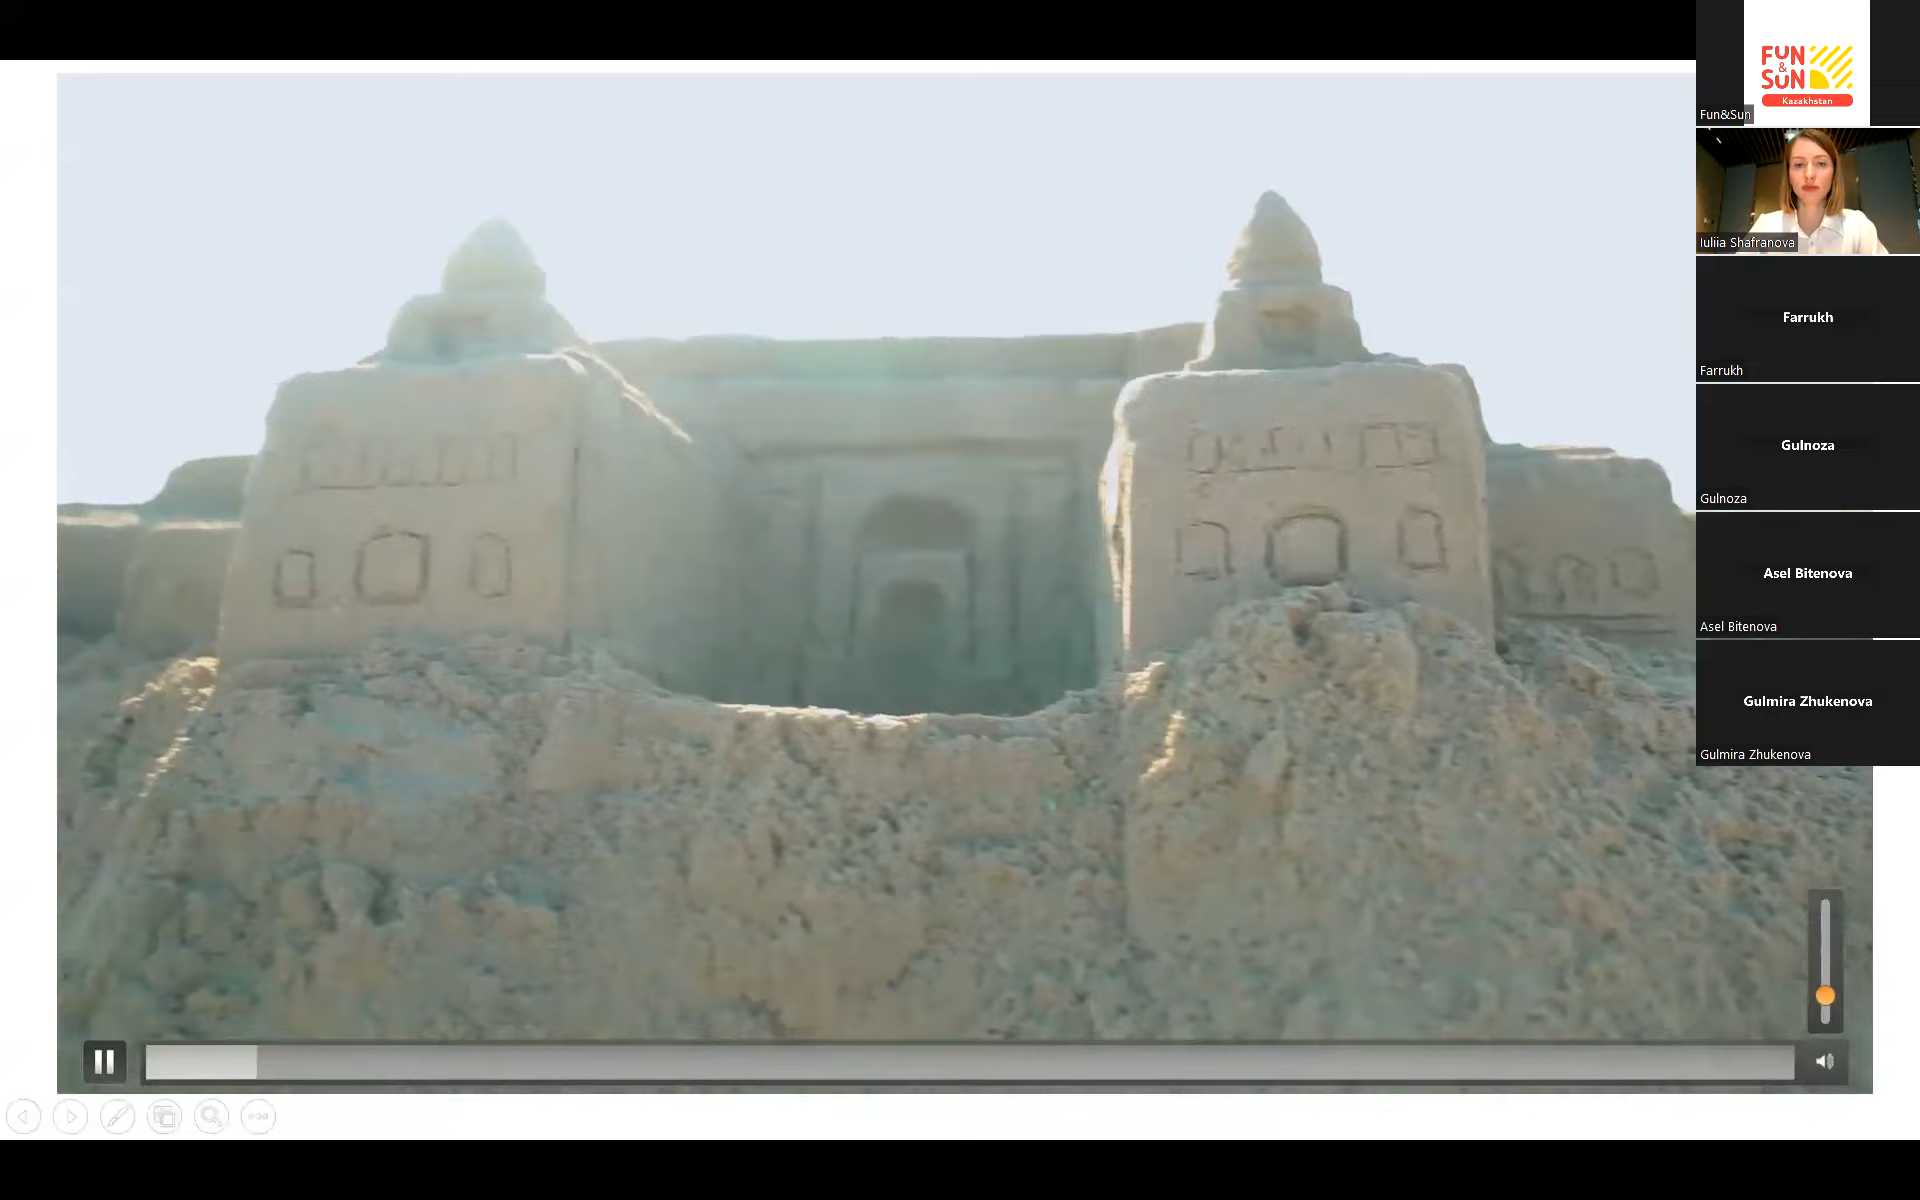 FUN
&
SUN
Kazakhstan
Fun&Sun
Iuliia Shafranova
Farrukh
Farrukh
Gulnoza
Gulnoza
Asel Bitenova
Asel Bitenova
Gulmira Zhukenova
Gulmira Zhukenova